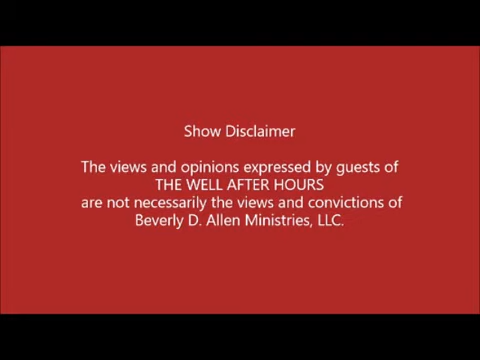 Show Disclaimer
The views and opinions expressed by guests of
THE WELL AFTER HOURS
are not necessarily the views and convictions of
Beverly D. Allen Ministries, LLC.